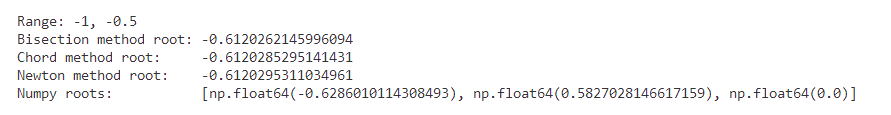 Range: -1, -0.5
Bisection method root: -0.6120262145996094
Chord method root: -0.6120285295141431
Newton method root: -0.6120295311034961
Numpy roots: [np.float64(-0.6286010114308493), np.float64(0.5827028146617159), np.float64(0.0)]